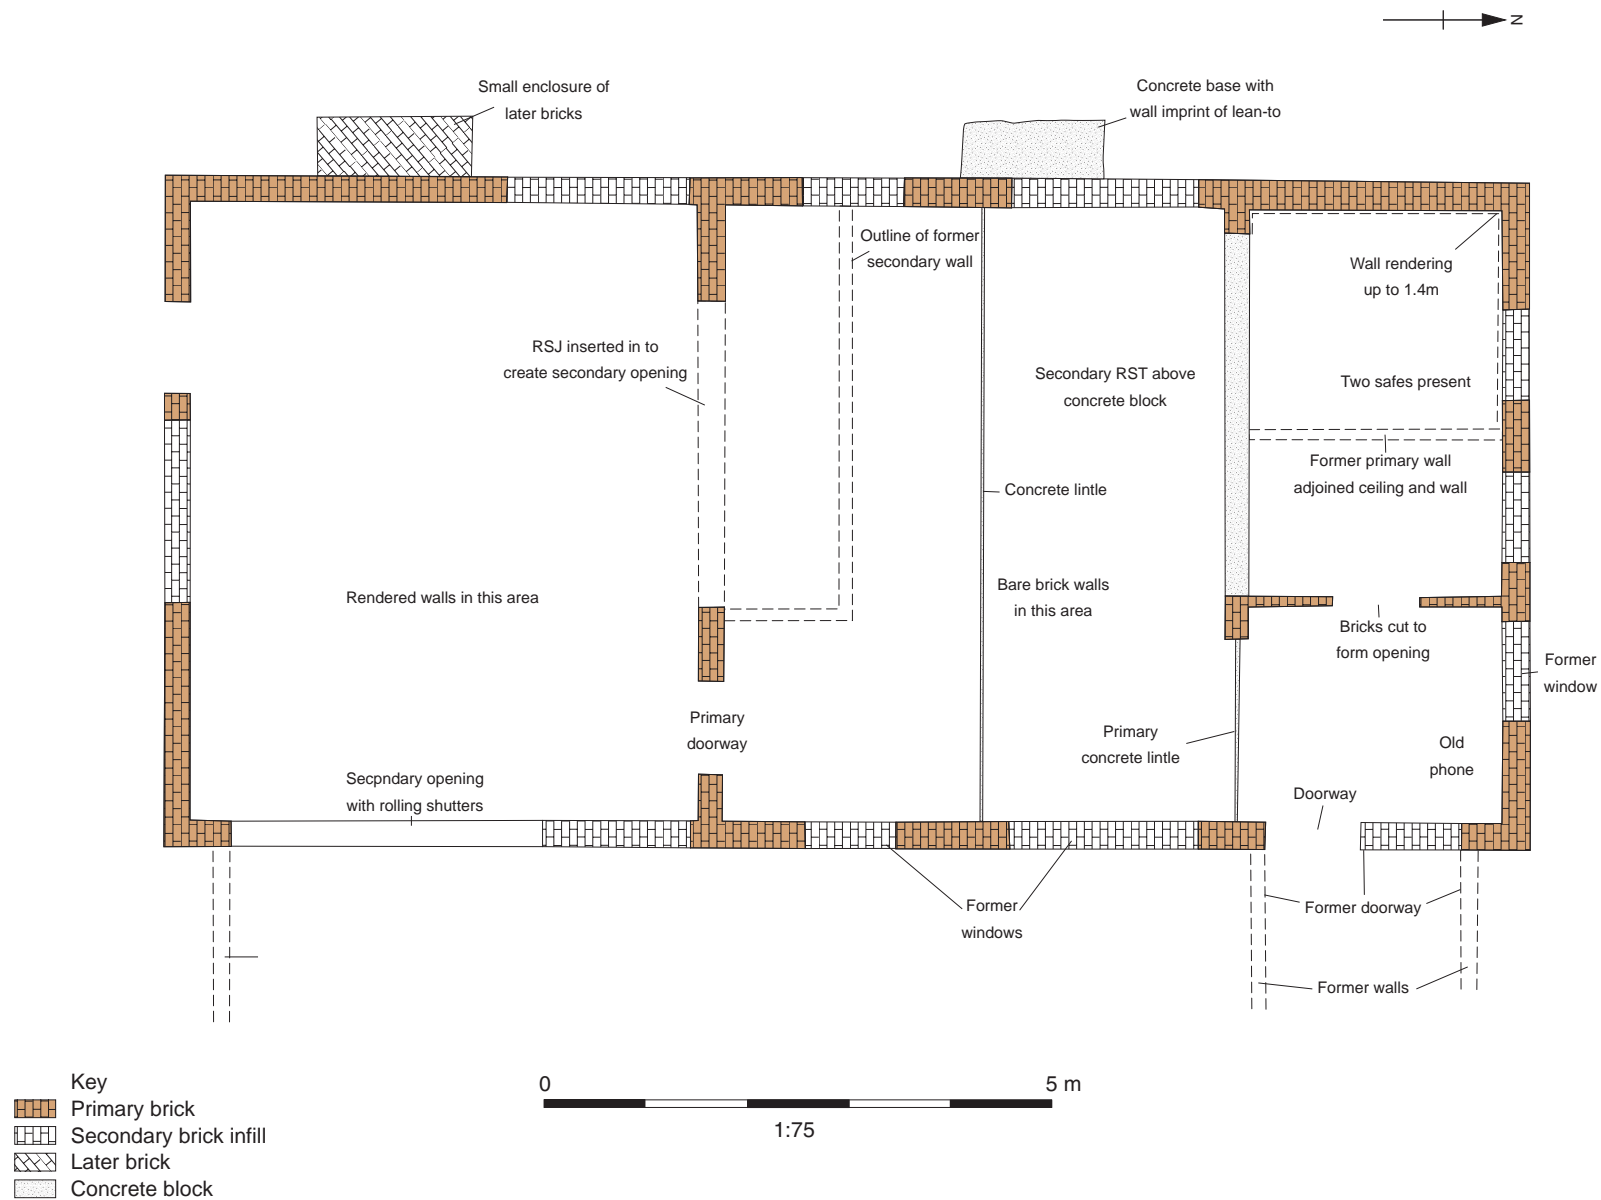 N
Small enclosure of
later bricks
Concrete base with
wall imprint of lean-to
Outline of former
secondary wall
Wall rendering
up to 1.4m
RSJ inserted in to
create secondary opening
Secondary RST above
concrete block
Two safes present
Former primary wall
adjoined ceiling and wall
Concrete lintle
Rendered walls in this area
Bare brick walls
in this area
Bricks cut to
form opening
Former
window
Primary
doorway
Primary
concrete lintle
Old
phone
Secpndary opening
with rolling shutters
Doorway
Former
windows
Former doorway
Former walls
Key
Primary brick
Secondary brick infill
Later brick
Concrete block
0
5 m
1:75